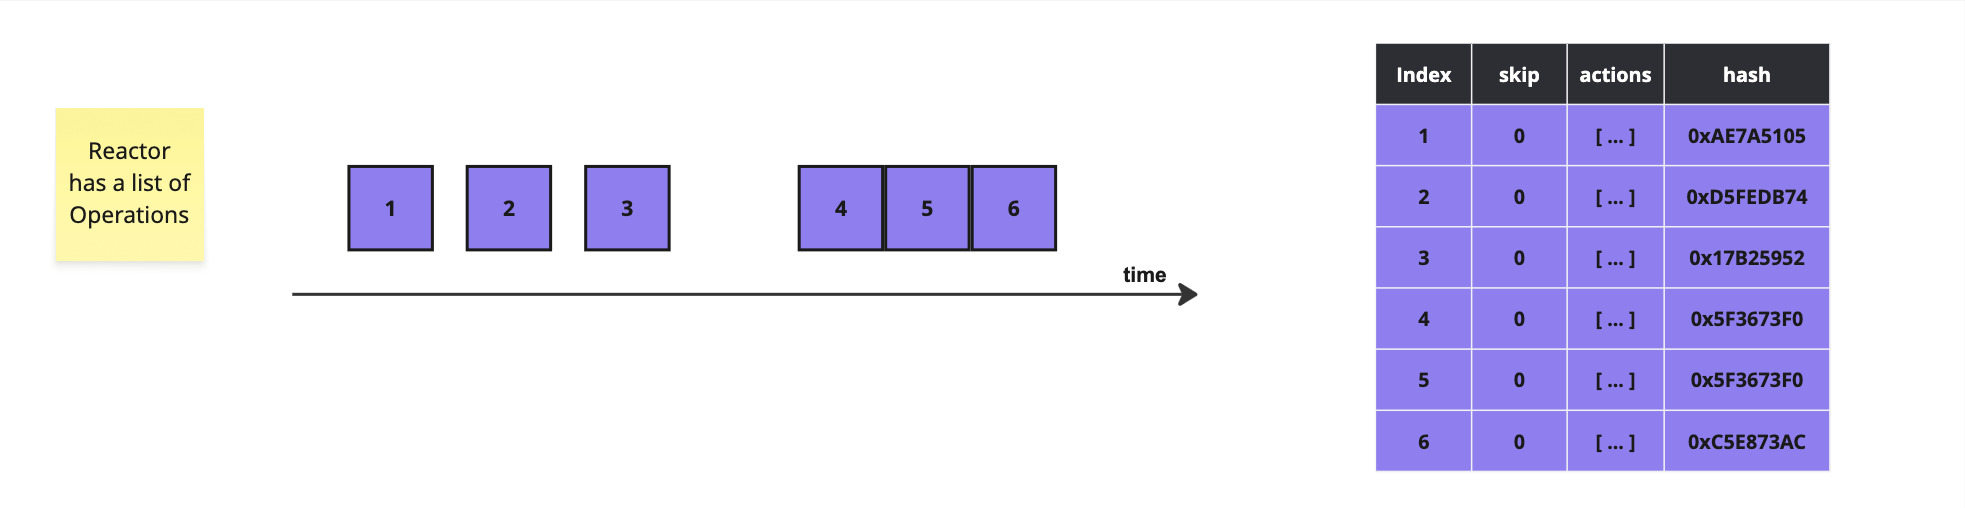 Reactor
has a list of
Operations
1 2 3 4 5 6
time
Index skip actions hash
1 0 [ ... ] 0xAE7A5105
2 0 [ ... ] 0xD5FEDB74
3 0 [ ... ] 0x17B25952
4 0 [ ... ] 0x5F3673F0
5 0 [ ... ] 0x5F3673F0
6 0 [ ... ] 0xC5E873AC